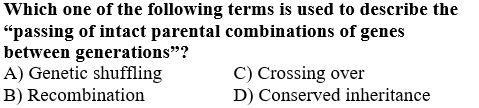 Which one of the following terms is used to describe the
“passing of intact parental combinations of genes
between generations”?
A) Genetic shuffling C) Crossing over
B) Recombination D) Conserved inheritance